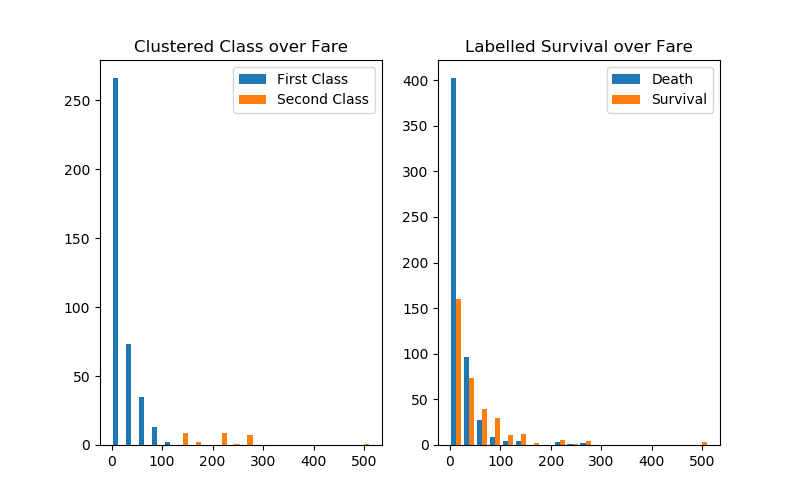 Clustered Class over Fare
First Class
Second Class
250
200
150
100
50
0
0 100 200 300 400 500
Labelled Survival over Fare
Death
Survival
400
350
300
250
200
150
100
50
0
0 100 200 300 400 500